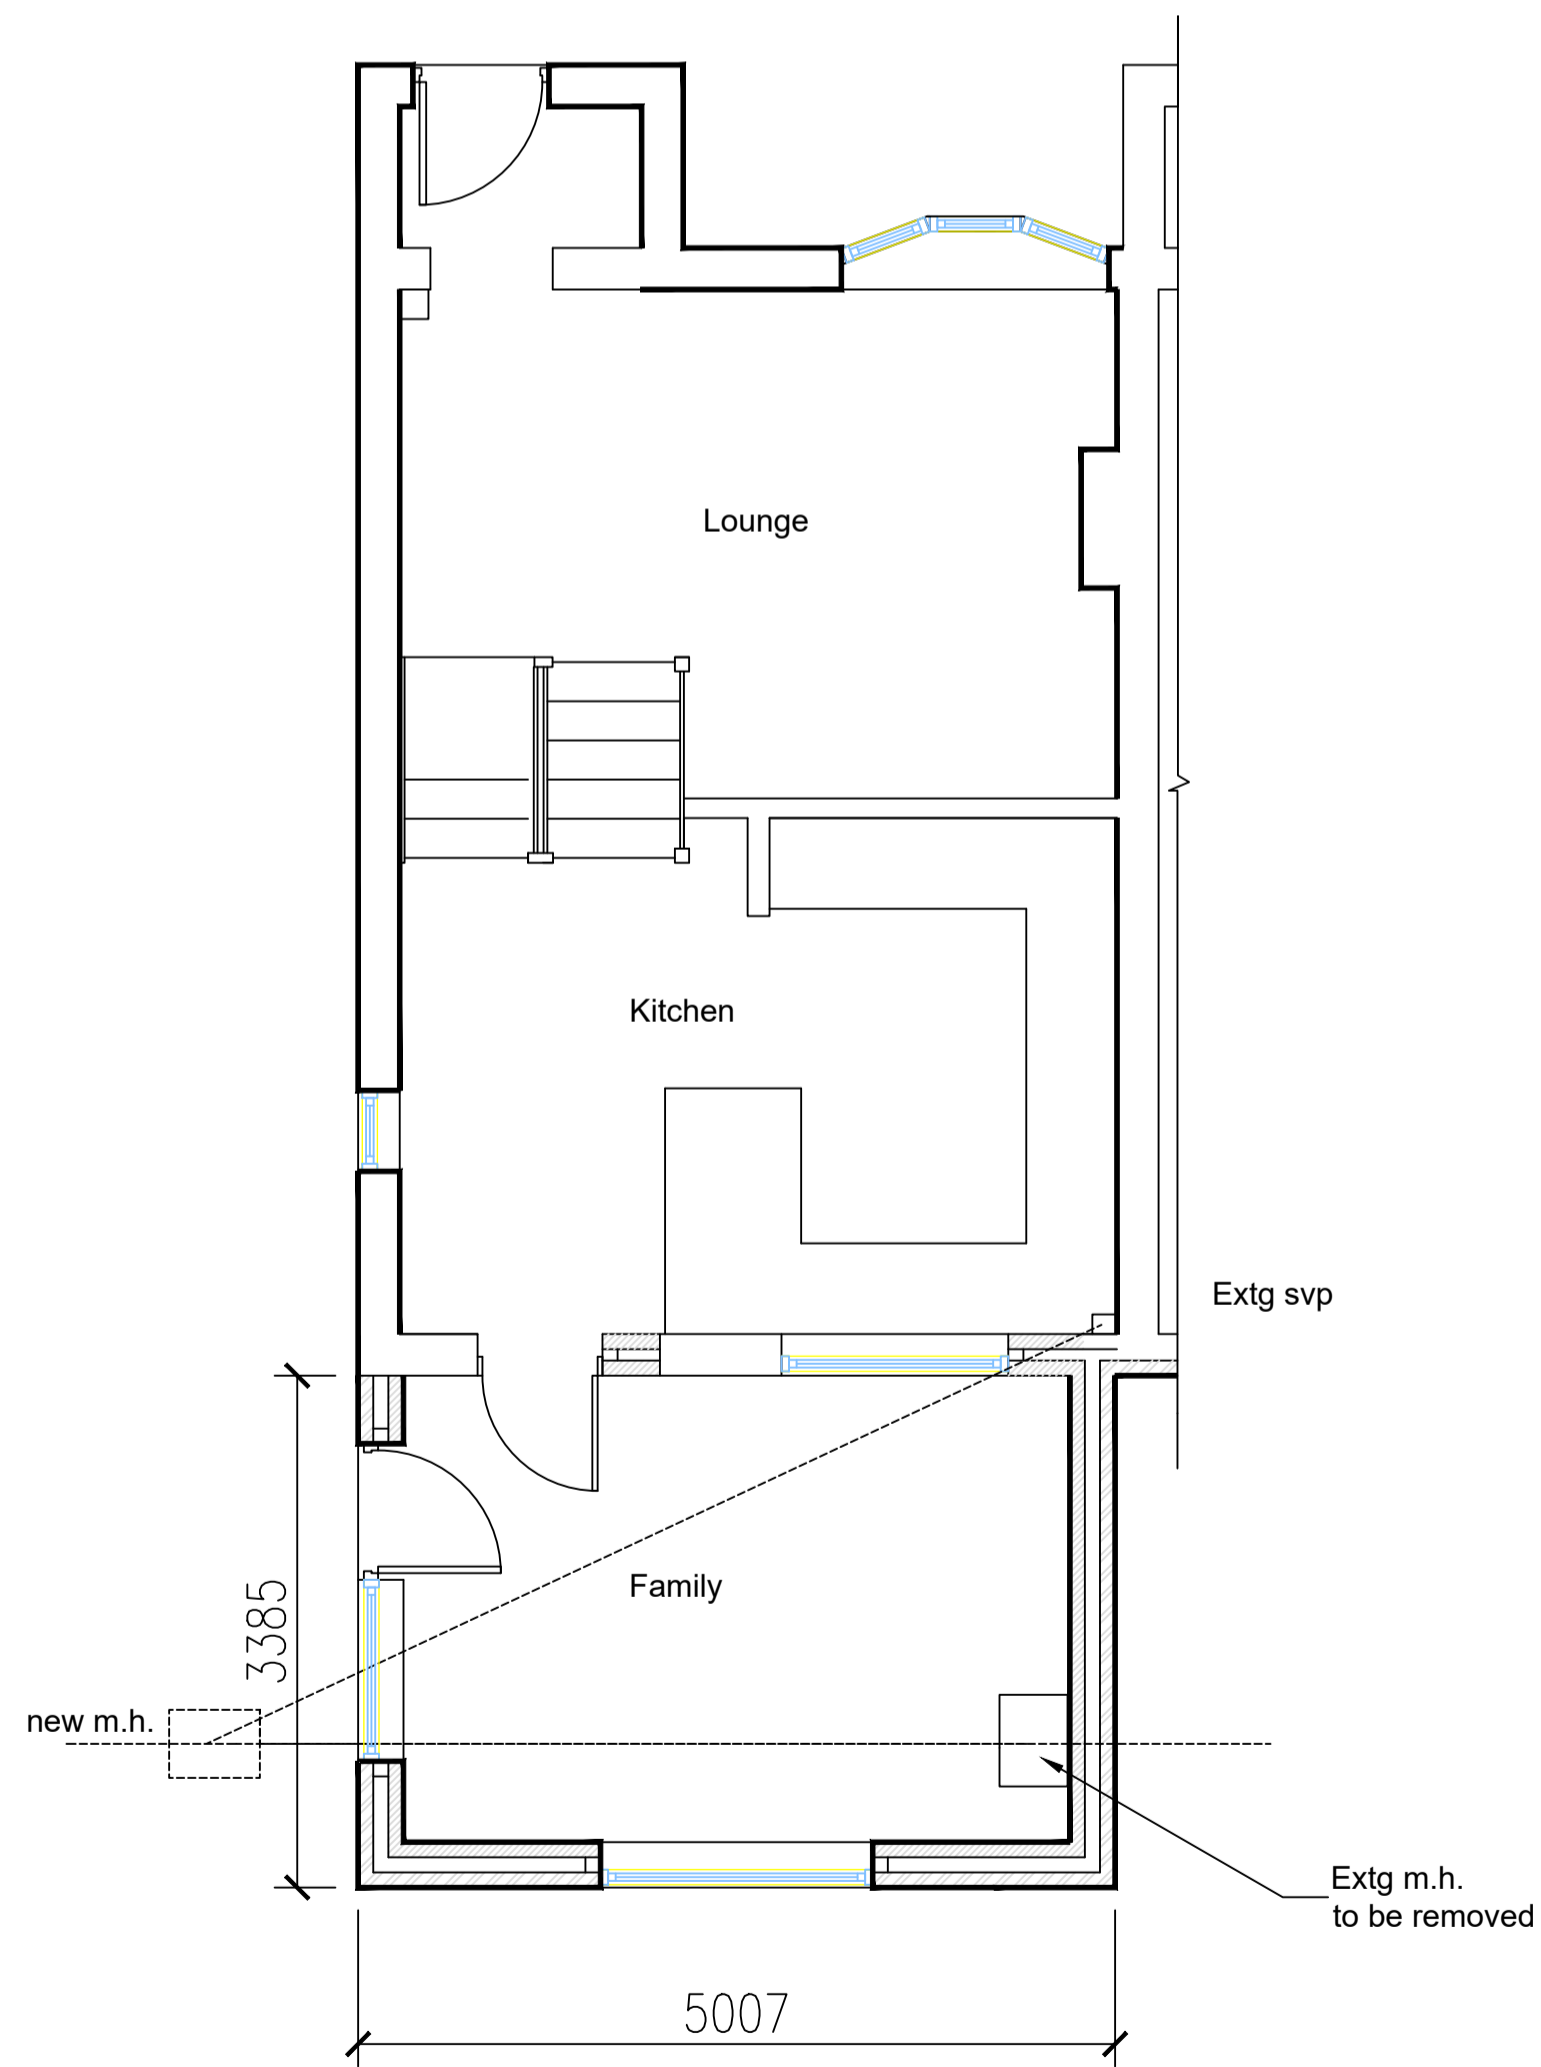 Lounge
Kitchen
Extg svp
Family
3385
new m.h.
Extg m.h.
to be removed
5007